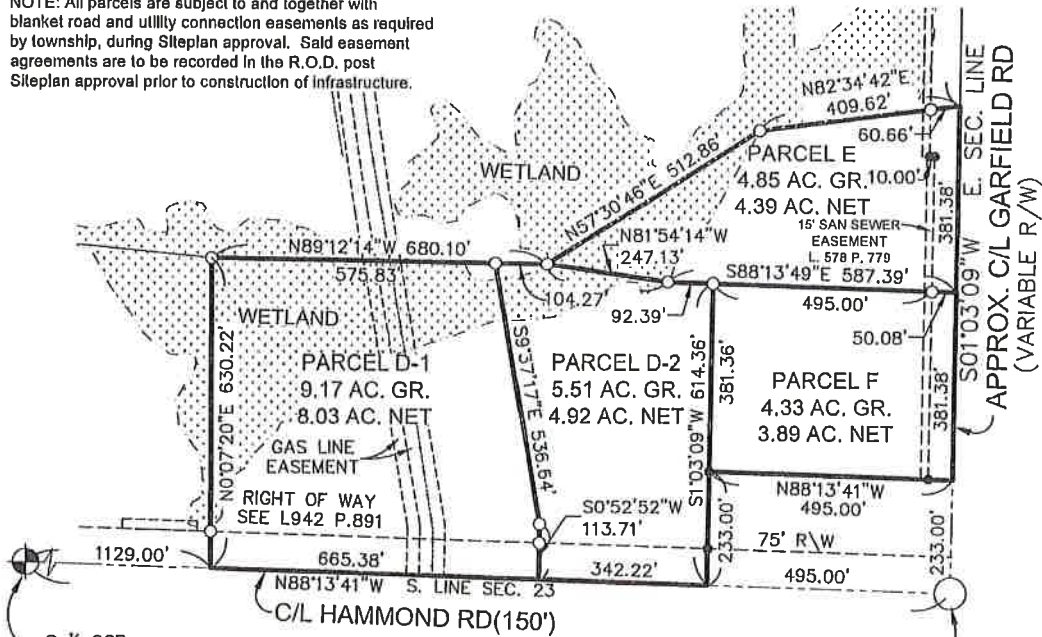 NOTE: All parcels are subject to and together with
blanket road and utility connection easements as required
by township, during Siteplan approval. Said easement
agreements are to be recorded in the R.O.D. post
Siteplan approval prior to construction of infrastructure.
N82°34'42"E
409.62'
60.66'
S01°03'09"W E. SEC. LINE
APPROX. C/L GARFIELD RD
(VARIABLE R/W)
WETLAND
N57°30'46"E 512.86'
PARCEL E
4.85 AC. GR.
4.39 AC. NET
10.00'
381.38'
15' SAN SEWER
EASEMENT
L. 578 P. 779
N81°54'14"W
247.13'
N89°12'14"W 680.10'
575.83'
104.27'
S88°13'49"E 587.39'
495.00'
92.39'
50.08'
WETLAND
N0°07'20"E 630.22'
PARCEL D-1
9.17 AC. GR.
8.03 AC. NET
S9°37'17"E 536.64'
PARCEL D-2
5.51 AC. GR.
4.92 AC. NET
S1°03'09"W 614.36'
381.36'
PARCEL F
4.33 AC. GR.
3.89 AC. NET
381.38'
GAS LINE
EASEMENT
RIGHT OF WAY
SEE L942 P.891
S0°52'52"W
113.71'
N88°13'41"W
495.00'
233.00'
75' R\W
233.00'
1129.00'
665.38'
342.22'
495.00'
N88°13'41"W S. LINE SEC. 23
C/L HAMMOND RD(150')